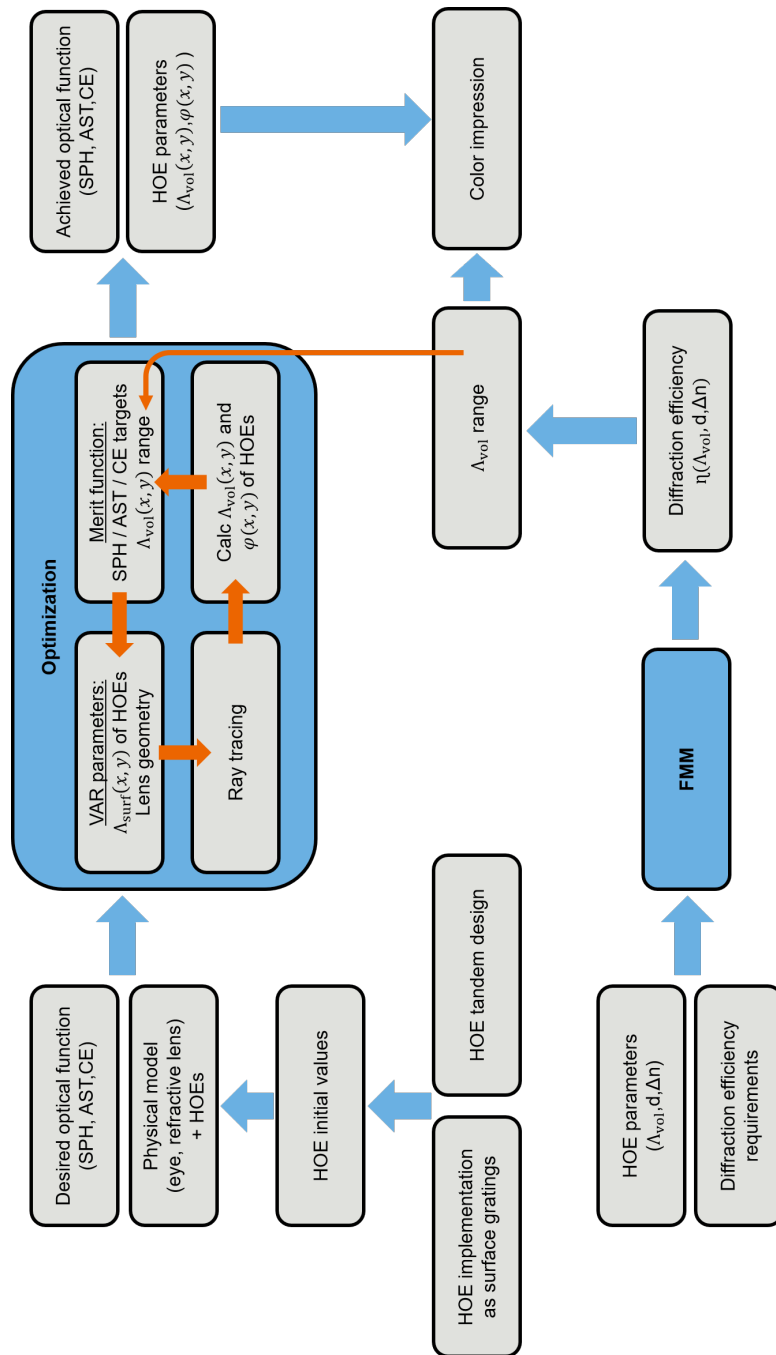 Desired optical function
(SPH, AST,CE)
Physical model
(eye, refractive lens)
+ HOEs
HOE initial values
HOE implementation
as surface gratings
HOE tandem design
Optimization
VAR parameters:
Λsurf(x, y) of HOEs
Lens geometry
Merit function:
SPH / AST / CE targets
Λvol(x, y) range
Ray tracing
Calc Λvol(x, y) and
φ(x, y) of HOEs
Achieved optical function
(SPH, AST,CE)
HOE parameters
(Λvol(x, y),φ(x, y) )
Λvol range
Color impression
HOE parameters
(Λvol, d,Δn)
Diffraction efficiency
requirements
FMM
Diffraction efficiency
η(Λvol, d,Δn)